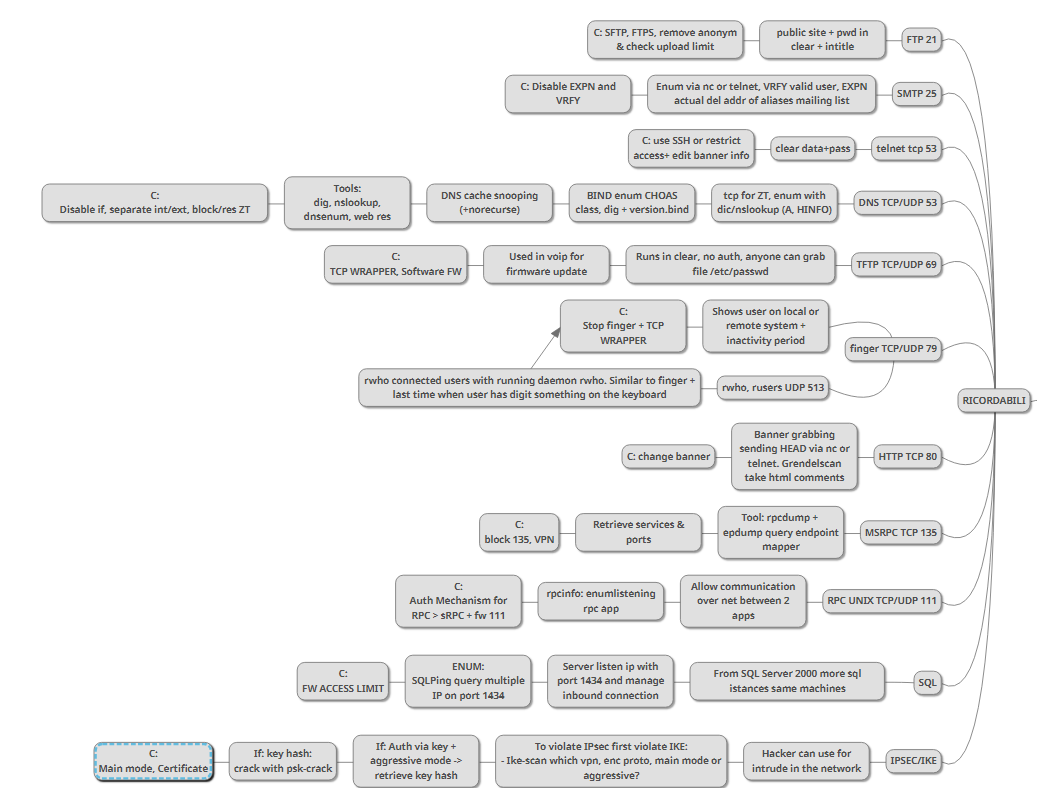 C: SFTP, FTPS, remove anonym
& check upload limit
public site + pwd in
clear + intitle
FTP 21
C: Disable EXPN and
VRFY
Enum via nc or telnet, VRFY valid user, EXPN
actual del addr of aliases mailing list
SMTP 25
C: use SSH or restrict
access+ edit banner info
clear data+pass
telnet tcp 53
C:
Disable if, separate int/ext, block/res ZT
Tools:
dig, nslookup,
dnsenum, web res
DNS cache snooping
(+norecurse)
BIND enum CHOAS
class, dig + version.bind
tcp for ZT, enum with
dic/nslookup (A, HINFO)
DNS TCP/UDP 53
C:
TCP WRAPPER, Software FW
Used in voip for
firmware update
Runs in clear, no auth, anyone can grab
file /etc/passwd
TFTP TCP/UDP 69
C:
Stop finger + TCP
WRAPPER
Shows user on local or
remote system +
inactivity period
finger TCP/UDP 79
rwho connected users with running daemon rwho. Similar to finger +
last time when user has digit something on the keyboard
rwho, rusers UDP 513
RICORDABILI
C: change banner
Banner grabbing
sending HEAD via nc or
telnet. Grendelscan
take html comments
HTTP TCP 80
C:
block 135, VPN
Retrieve services &
ports
Tool: rpcdump +
epdump query endpoint
mapper
MSRPC TCP 135
C:
Auth Mechanism for
RPC > sRPC + fw 111
rpcinfo: enumlistening
rpc app
Allow communication
over net between 2
apps
RPC UNIX TCP/UDP 111
C:
FW ACCESS LIMIT
ENUM:
SQLPing query multiple
IP on port 1434
Server listen ip with
port 1434 and manage
inbound connection
From SQL Server 2000 more sql
istances same machines
SQL
C:
Main mode, Certificate
If: key hash:
crack with psk-crack
If: Auth via key +
aggressive mode ->
retrieve key hash
To violate IPsec first violate IKE:
- Ike-scan which vpn, enc proto, main mode or
aggressive?
Hacker can use for
intrude in the network
IPSEC/IKE